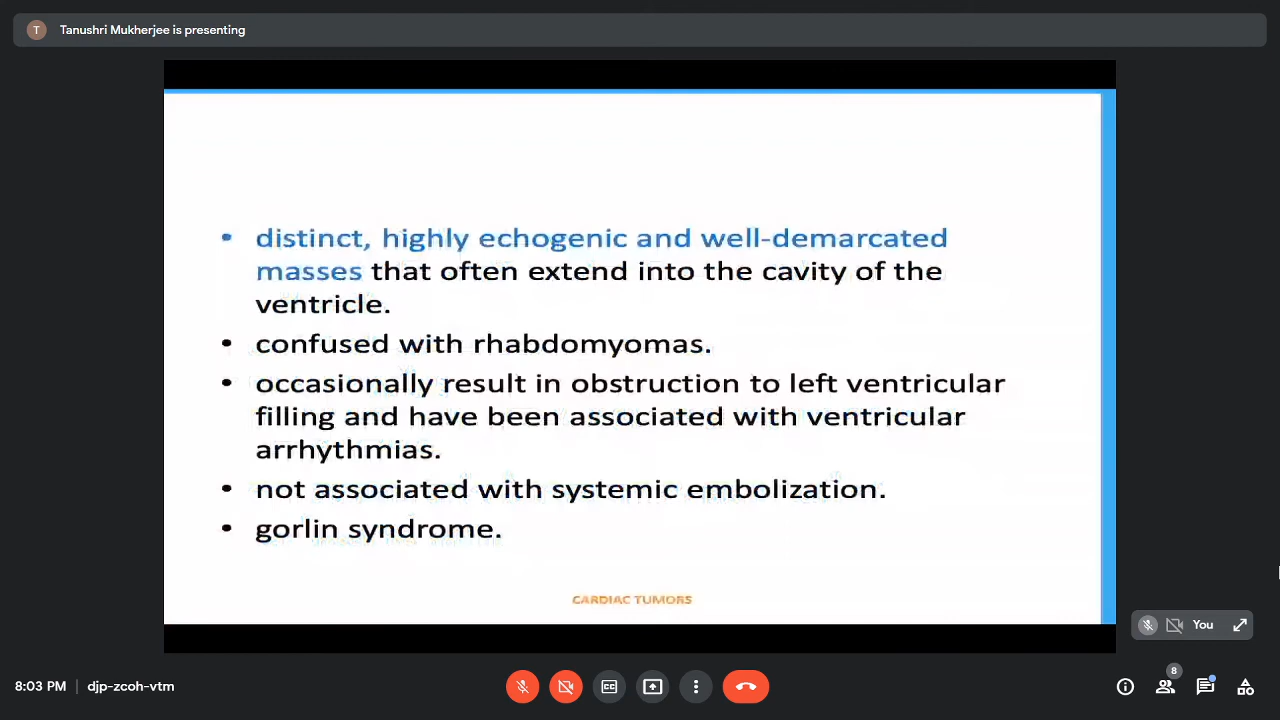 T Tanushri Mukherjee is presenting
• distinct, highly echogenic and well-demarcated
masses that often extend into the cavity of the
ventricle.
• confused with rhabdomyomas.
• occasionally result in obstruction to left ventricular
filling and have been associated with ventricular
arrhythmias.
• not associated with systemic embolization.
• gorlin syndrome.
CARDIAC TUMORS
You
8:03 PM djp-zcoh-vtm
CC
8